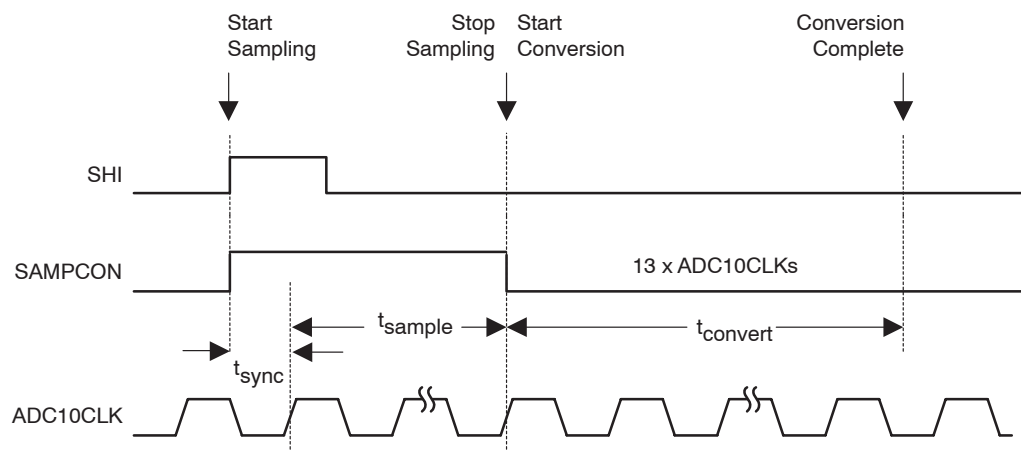 Start
Sampling
Stop
Sampling
Start
Conversion
Conversion
Complete
SHI
SAMPCON
13 x ADC10CLKs
tsample
tconvert
tsync
ADC10CLK